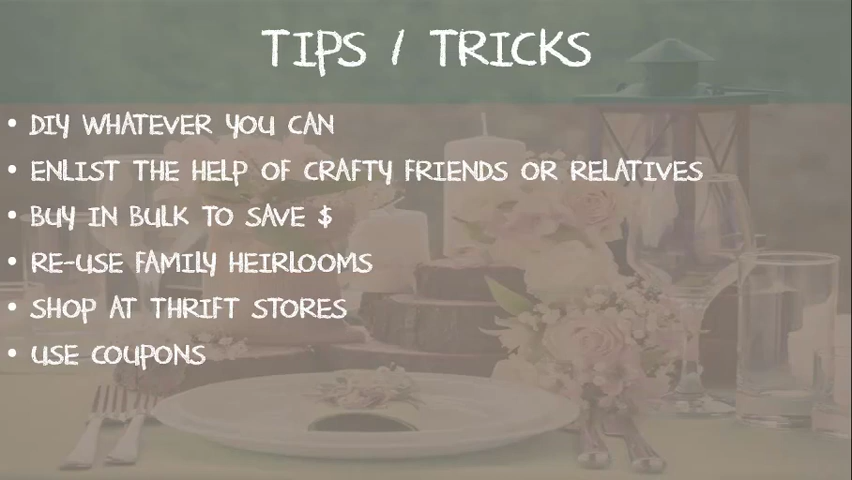 TIPS / TRICKS
• DIY WHATEVER YOU CAN
• ENLIST THE HELP OF CRAFTY FRIENDS OR RELATIVES
• BUY IN BULK TO SAVE $
• RE-USE FAMILY HEIRLOOMS
• SHOP AT THRIFT STORES
• USE COUPONS